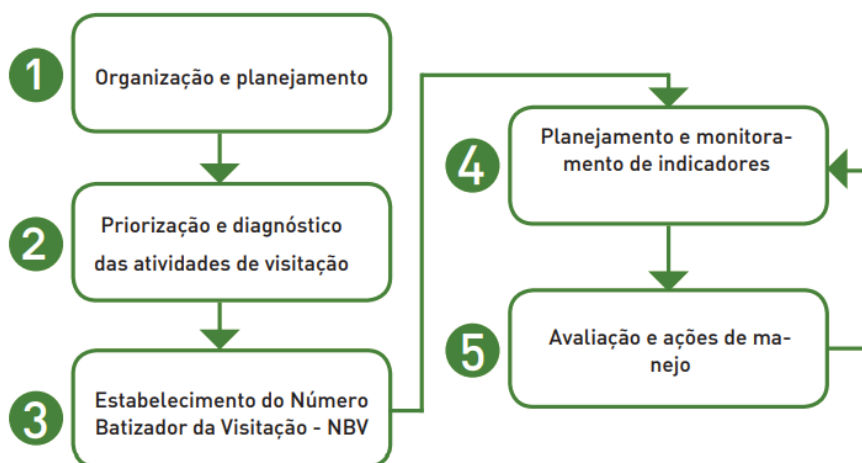 1
Organização e planejamento
2
Priorização e diagnóstico
das atividades de visitação
3
Estabelecimento do Número
Batizador da Visitação - NBV
4
Planejamento e monitora-
mento de indicadores
5
Avaliação e ações de ma-
nejo